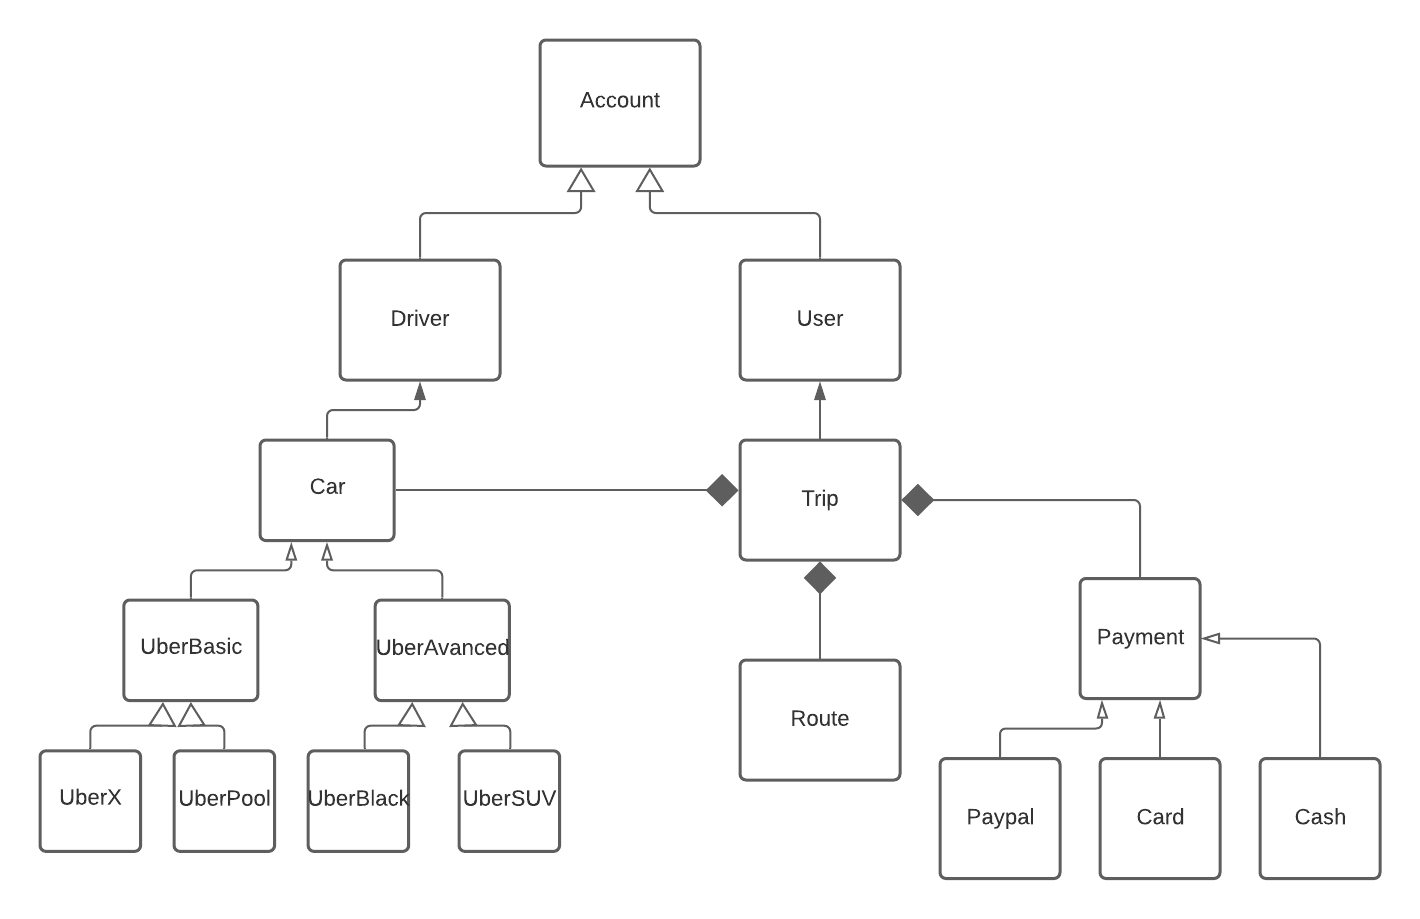 Account
Driver
User
Car
Trip
UberBasic
UberAvanced
Payment
Route
UberX
UberPool
UberBlack
UberSUV
Paypal
Card
Cash